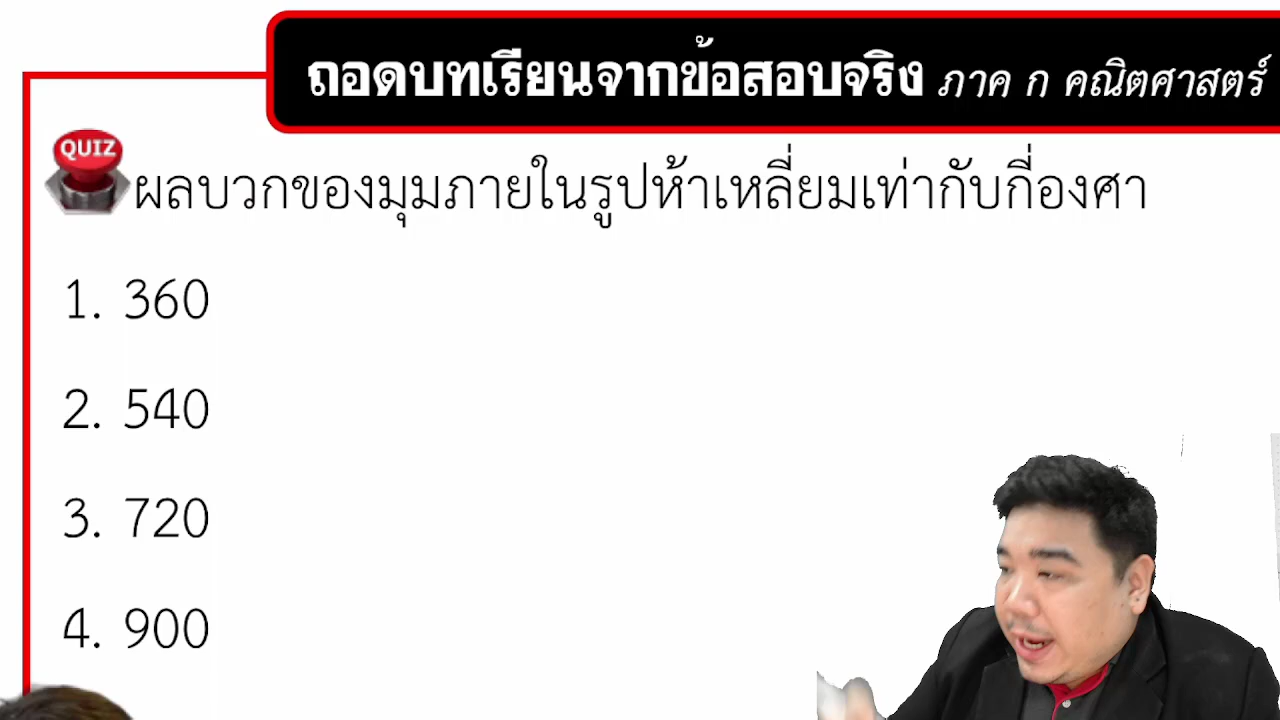 ถอดบทเรียนจากข้อสอบจริง ภาค ก คณิตศาสตร์
QUIZ
ผลบวกของมุมภายในรูปห้าเหลี่ยมเท่ากับกี่องศา
1. 360
2. 540
3. 720
4. 900